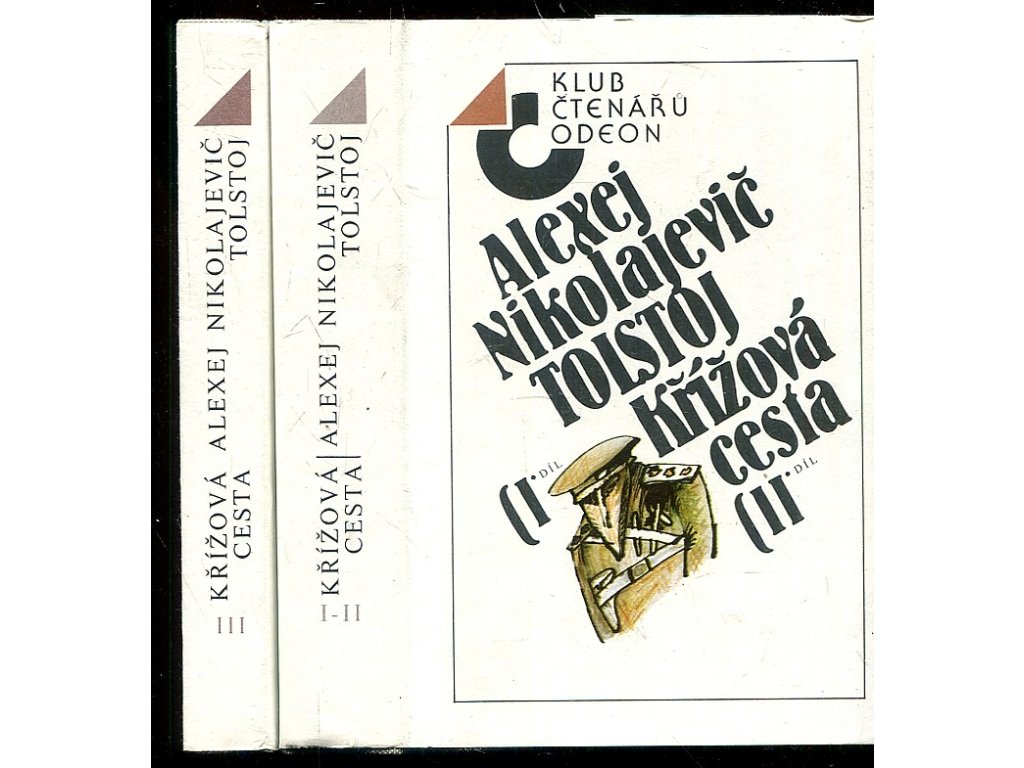 III KŘÍŽOVÁ ALEXEJ NIKOLAJEVIČ
CESTA TOLSTOJ
I-II KŘÍŽOVÁ ALEXEJ NIKOLAJEVIČ
CESTA TOLSTOJ
KLUB
ČTENÁŘŮ
ODEON
Alexej
Nikolajevič
TOLSTOJ
Křížová
cesta
(I. DÍL
(II. DÍL